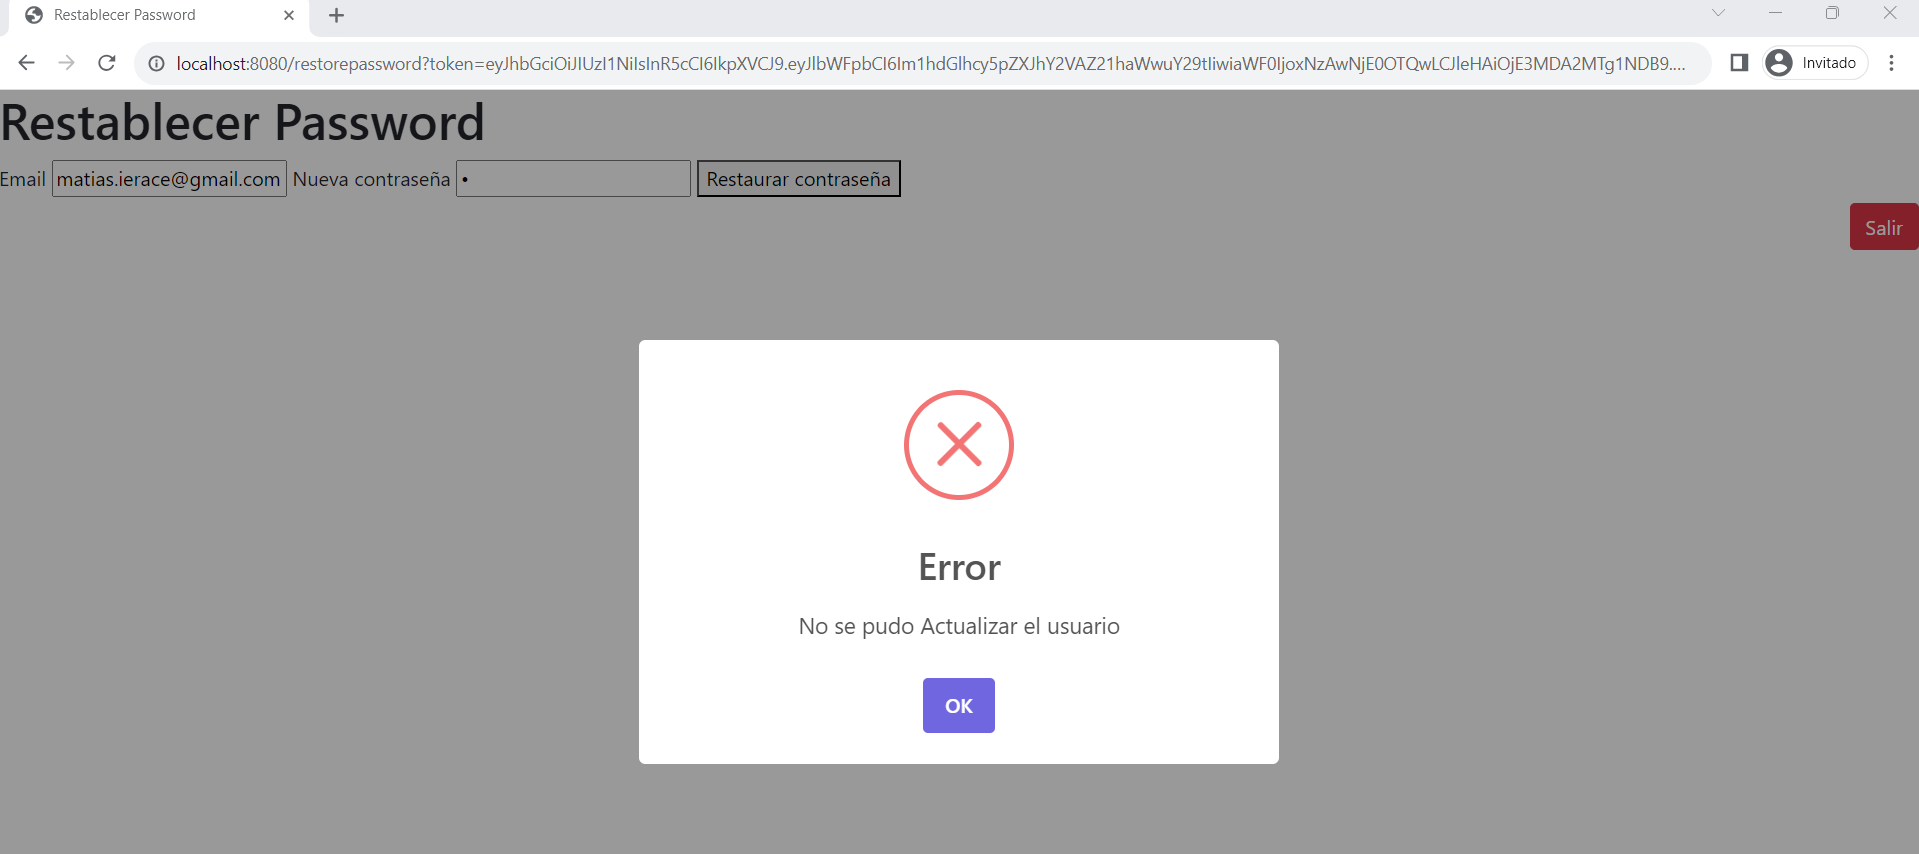 Restablecer Password
localhost:8080/restorepassword?token=eyJhbGciOiJIUzI1NiIsInR5cCI6IkpXVCJ9.eyJlbWFpbCI6Im1hdGlhcy5pZXJhY2VAZ21haWwuY29tIiwiaWF0IjoxNzAwNjE0OTQwLCJleHAiOjE3MDA2MTg1NDB9....
Invitado
Restablecer Password
Email matias.ierace@gmail.com Nueva contraseña • Restaurar contraseña
Salir
Error
No se pudo Actualizar el usuario
OK